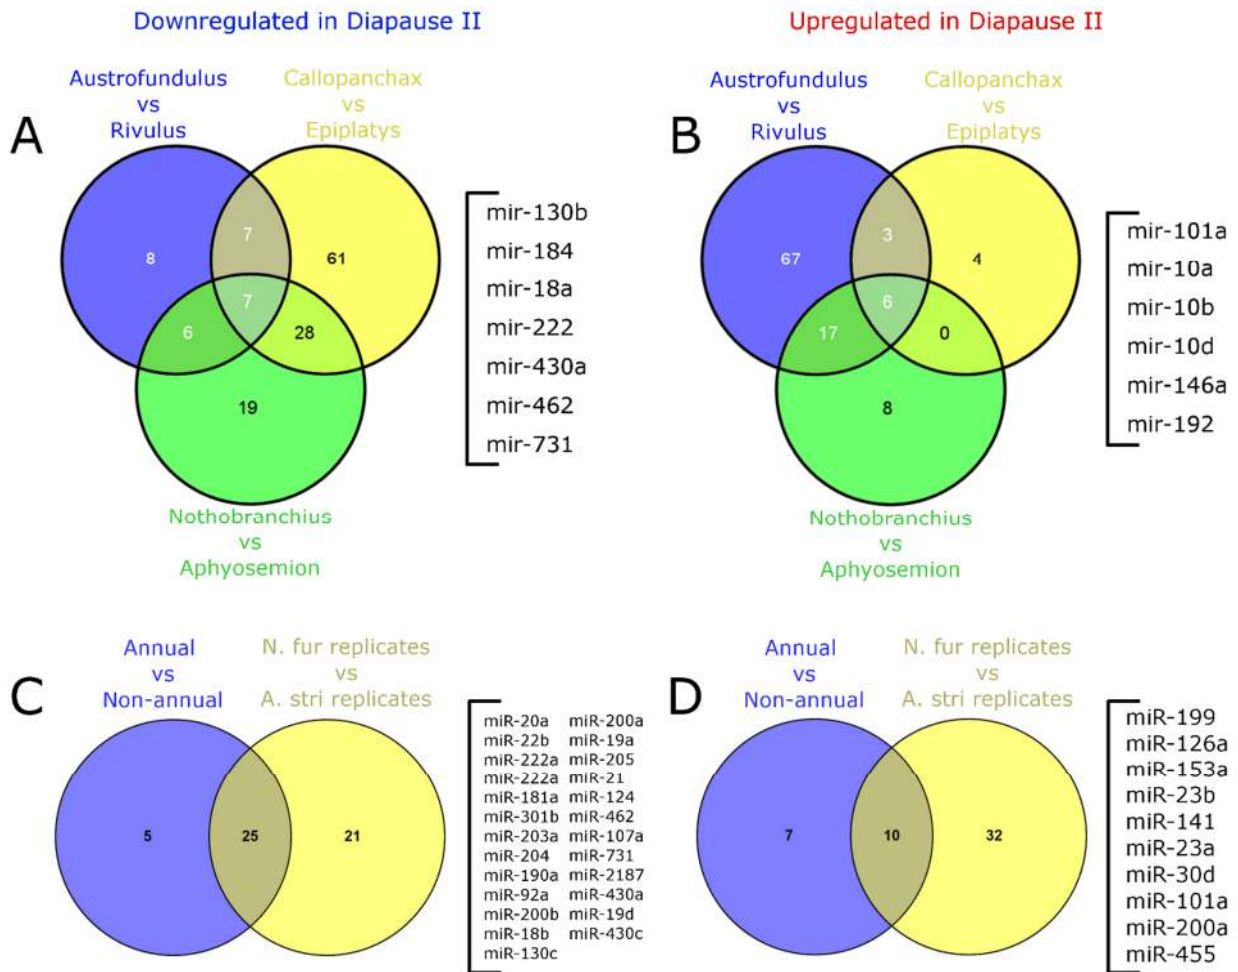 Downregulated in Diapause II
Upregulated in Diapause II
A
Austrofundulus
vs
Rivulus
Callopanchax
vs
Epiplatys
7
8
61
7
6
28
19
Nothobranchius
vs
Aphyosemion
mir-130b
mir-184
mir-18a
mir-222
mir-430a
mir-462
mir-731
B
Austrofundulus
vs
Rivulus
Callopanchax
vs
Epiplatys
3
67
4
6
17
0
8
Nothobranchius
vs
Aphyosemion
mir-101a
mir-10a
mir-10b
mir-10d
mir-146a
mir-192
C
Annual
vs
Non-annual
N. fur replicates
vs
A. stri replicates
5
25
21
miR-20a miR-200a
miR-22b miR-19a
miR-222a miR-205
miR-222a miR-21
miR-181a miR-124
miR-301b miR-462
miR-203a miR-107a
miR-204 miR-731
miR-190a miR-2187
miR-92a miR-430a
miR-200b miR-19d
miR-18b miR-430c
miR-130c
D
Annual
vs
Non-annual
N. fur replicates
vs
A. stri replicates
7
10
32
miR-199
miR-126a
miR-153a
miR-23b
miR-141
miR-23a
miR-30d
miR-101a
miR-200a
miR-455